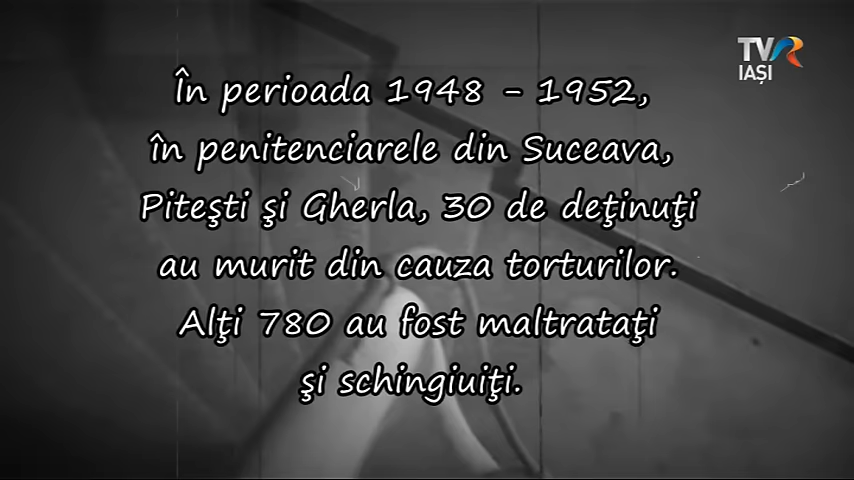 TVR
IAȘI
În perioada 1948 - 1952,
în penitenciarele din Suceava,
Piteşti şi Gherla, 30 de deţinuţi
au murit din cauza torturilor.
Alţi 780 au fost maltrataţi
şi schingiuiţi.